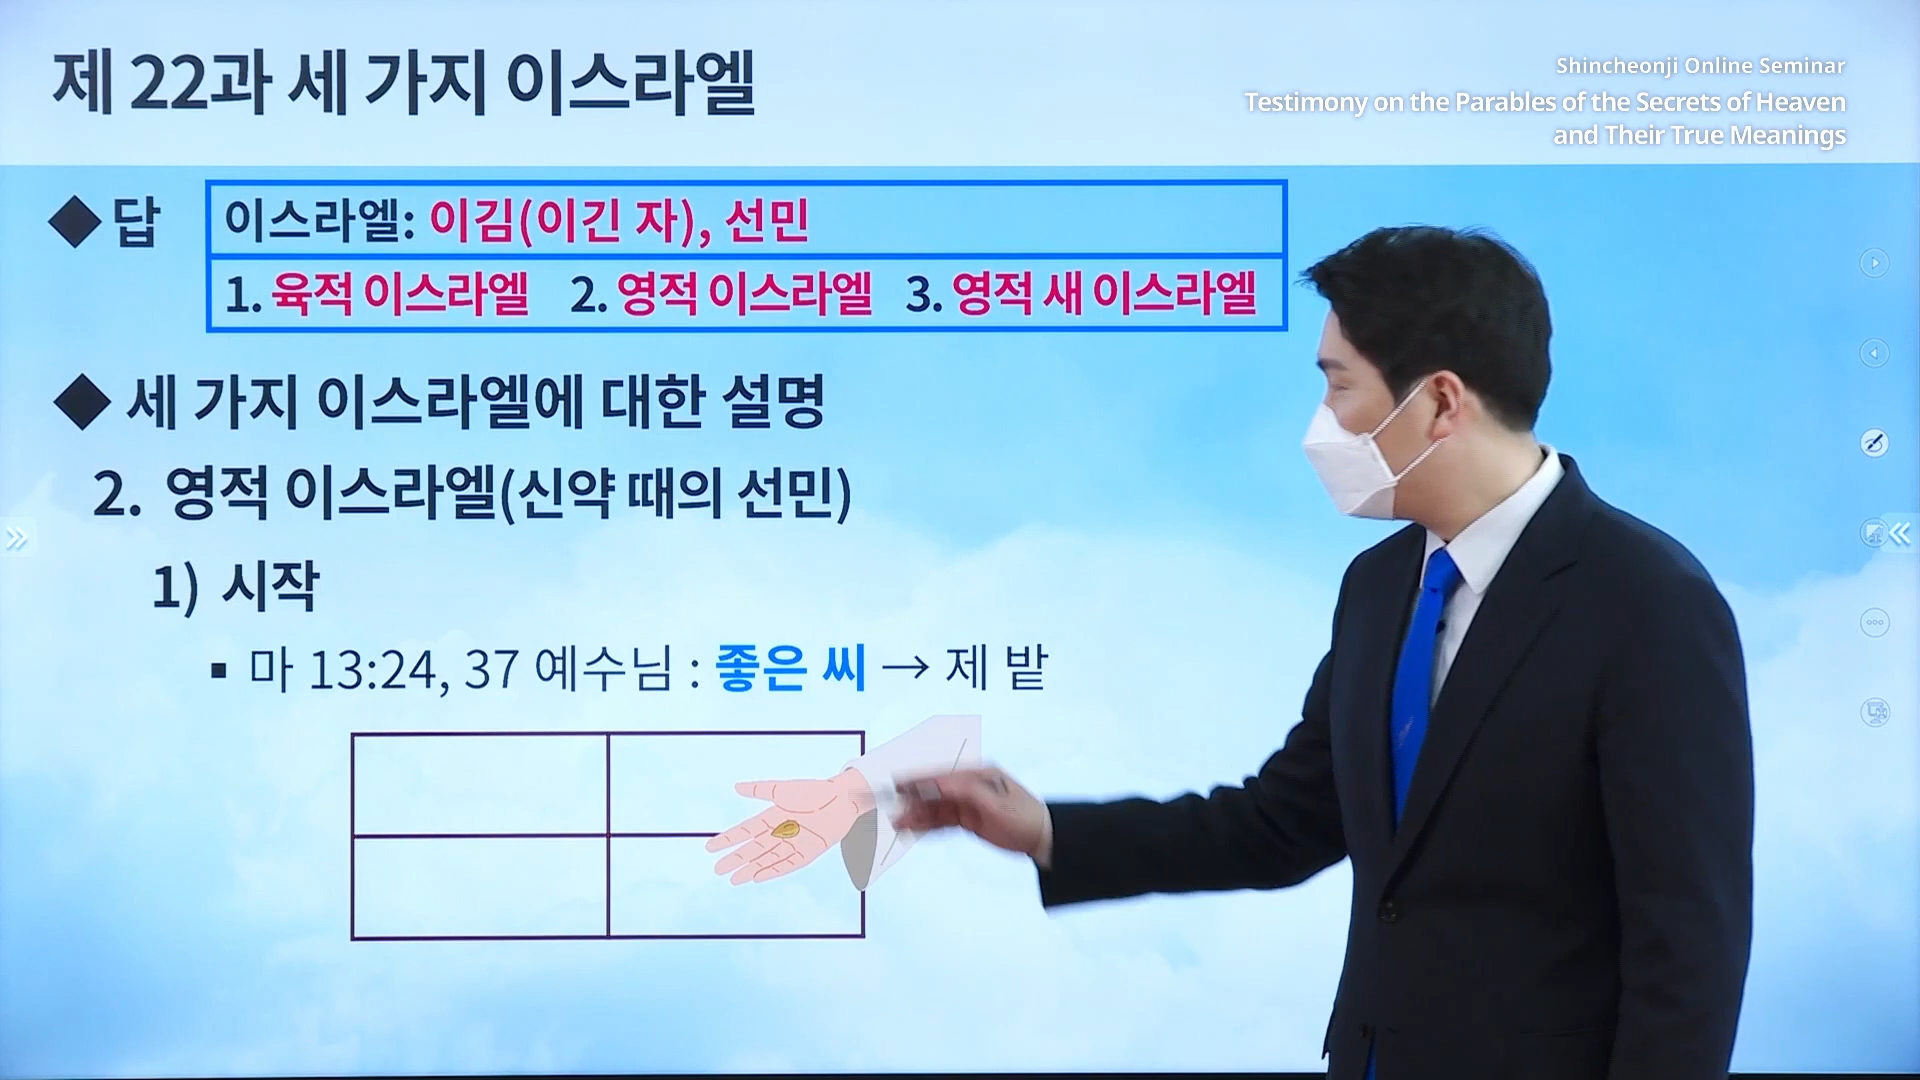 제 22과 세 가지 이스라엘
Shincheonji Online Seminar
Testimony on the Parables of the Secrets of Heaven
and Their True Meanings
◆ 답
이스라엘: 이김(이긴 자), 선민
1. 육적 이스라엘 2. 영적 이스라엘 3. 영적 새 이스라엘
◆ 세 가지 이스라엘에 대한 설명
2. 영적 이스라엘(신약 때의 선민)
1) 시작
▪ 마 13:24, 37 예수님 : 좋은 씨 → 제 밭